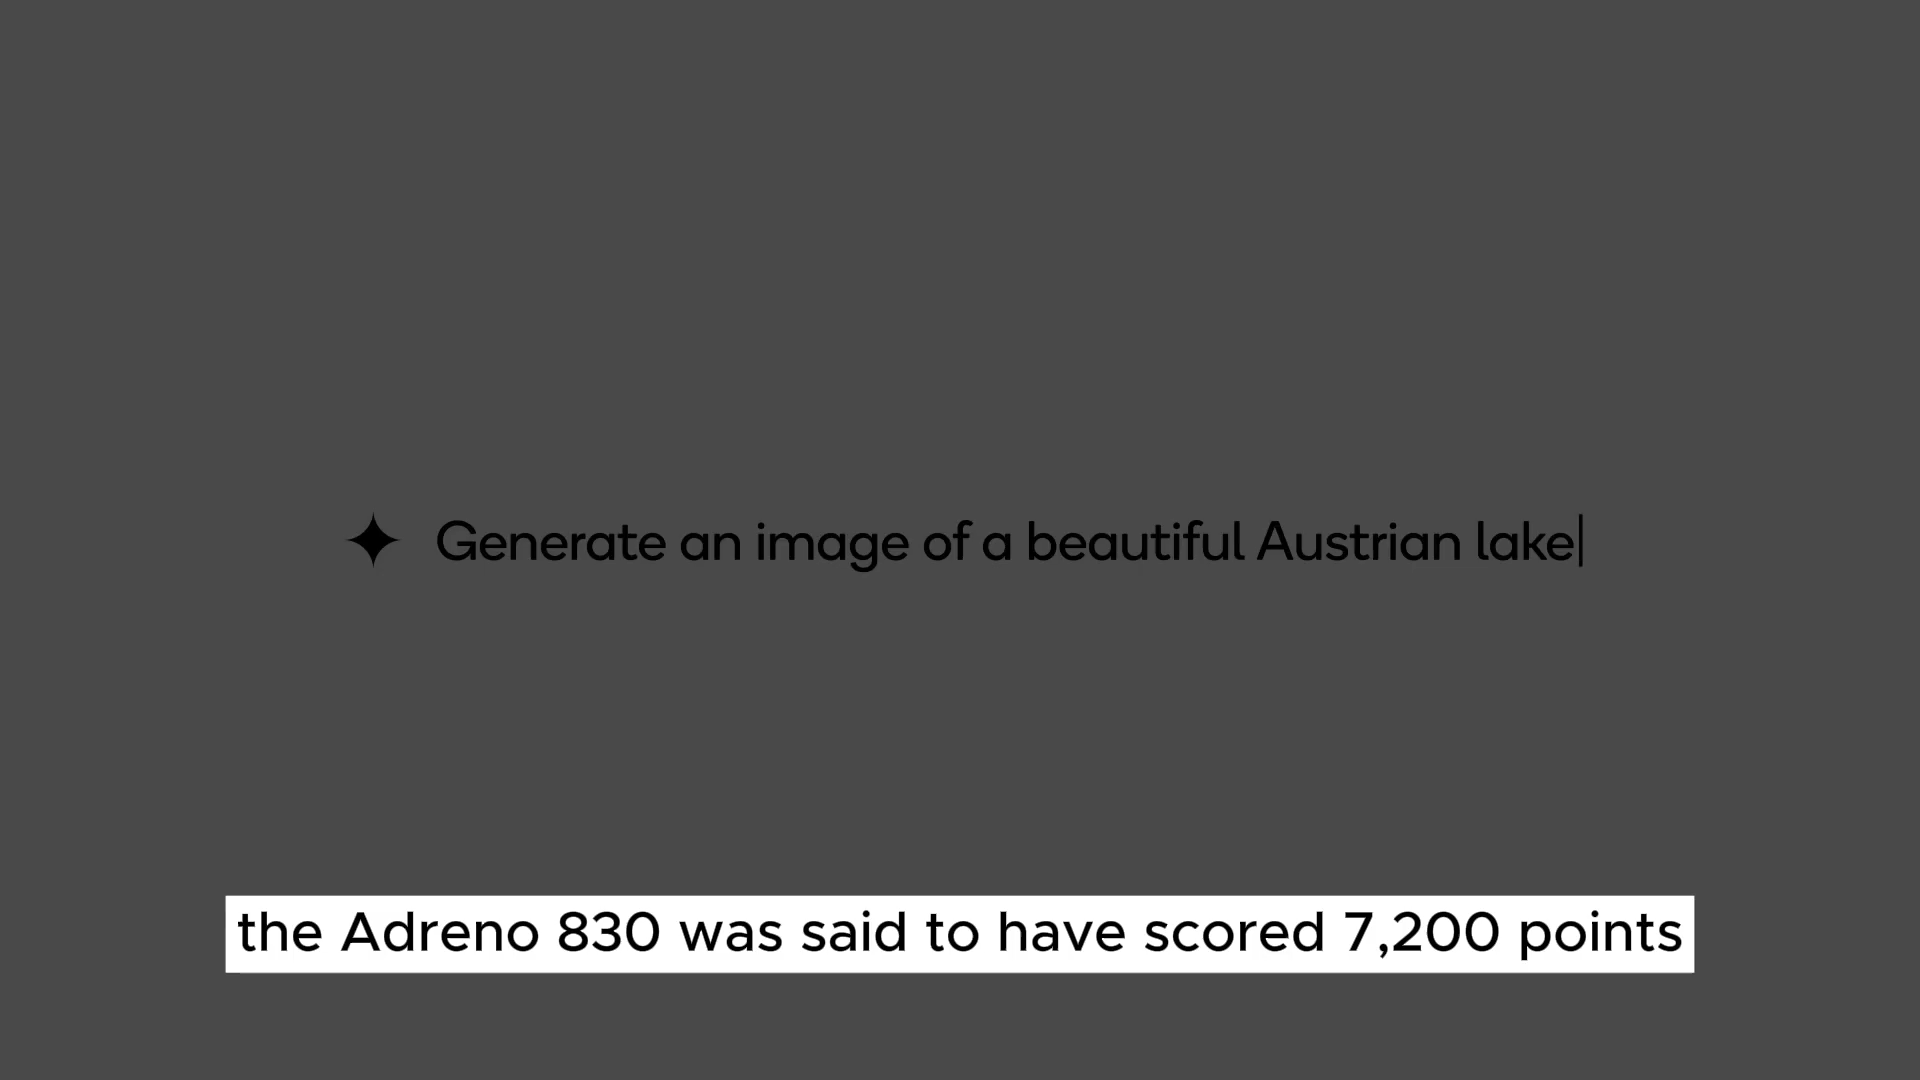 Generate an image of a beautiful Austrian lake
the Adreno 830 was said to have scored 7,200 points